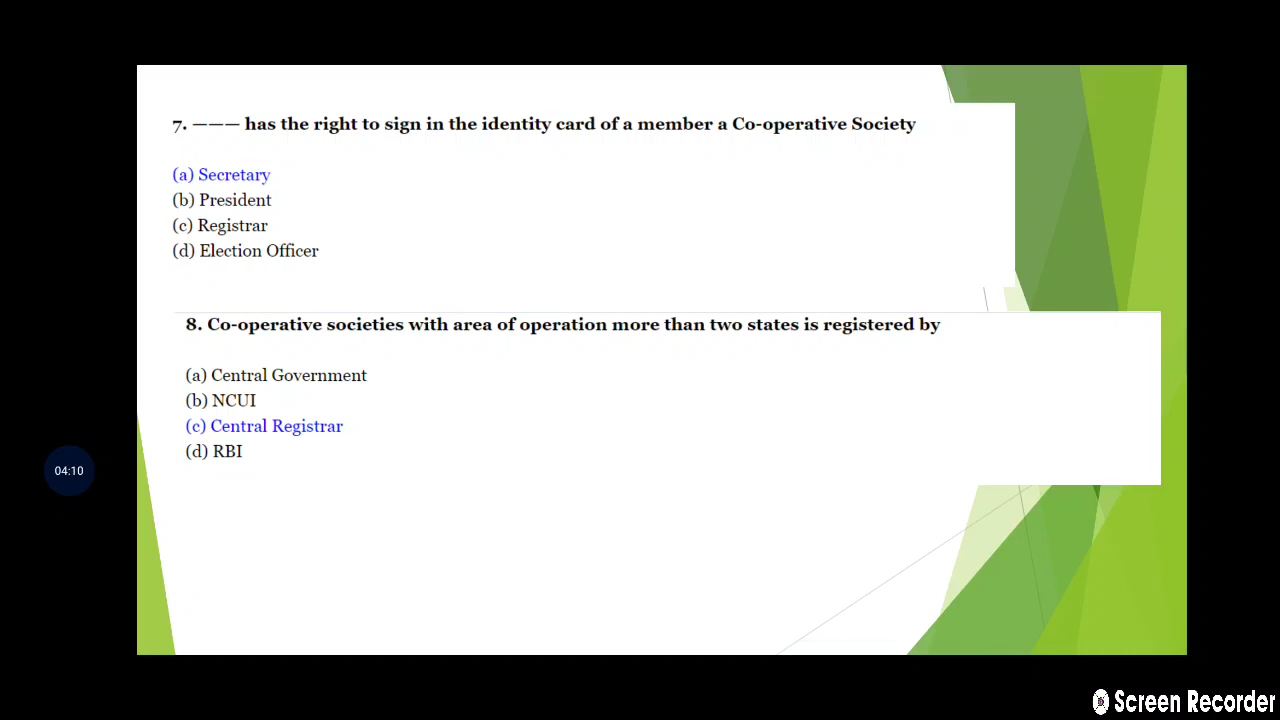 7. ——— has the right to sign in the identity card of a member a Co-operative Society
(a) Secretary
(b) President
(c) Registrar
(d) Election Officer
8. Co-operative societies with area of operation more than two states is registered by
(a) Central Government
(b) NCUI
(c) Central Registrar
(d) RBI
04:10
Screen Recorder